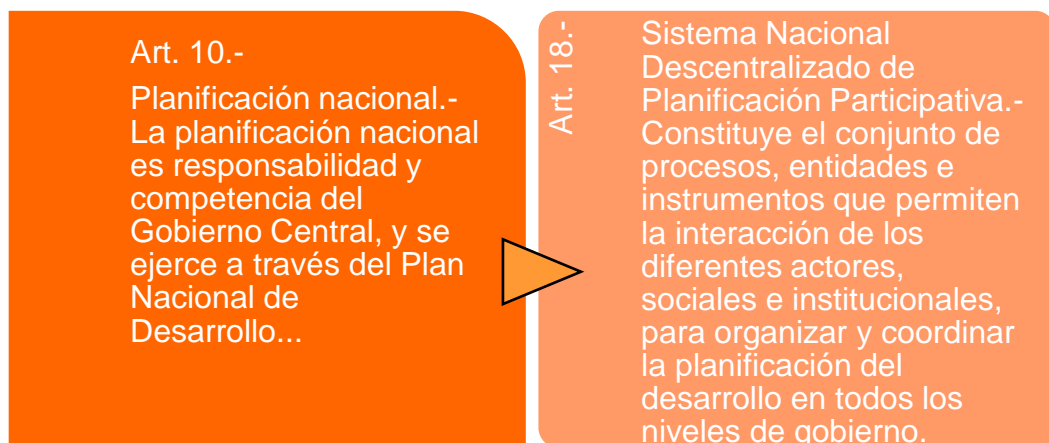 Art. 10.-
Planificación nacional.-
La planificación nacional
es responsabilidad y
competencia del
Gobierno Central, y se
ejerce a través del Plan
Nacional de
Desarrollo...
Art. 18.-
Sistema Nacional
Descentralizado de
Planificación Participativa.-
Constituye el conjunto de
procesos, entidades e
instrumentos que permiten
la interacción de los
diferentes actores,
sociales e institucionales,
para organizar y coordinar
la planificación del
desarrollo en todos los
niveles de gobierno.